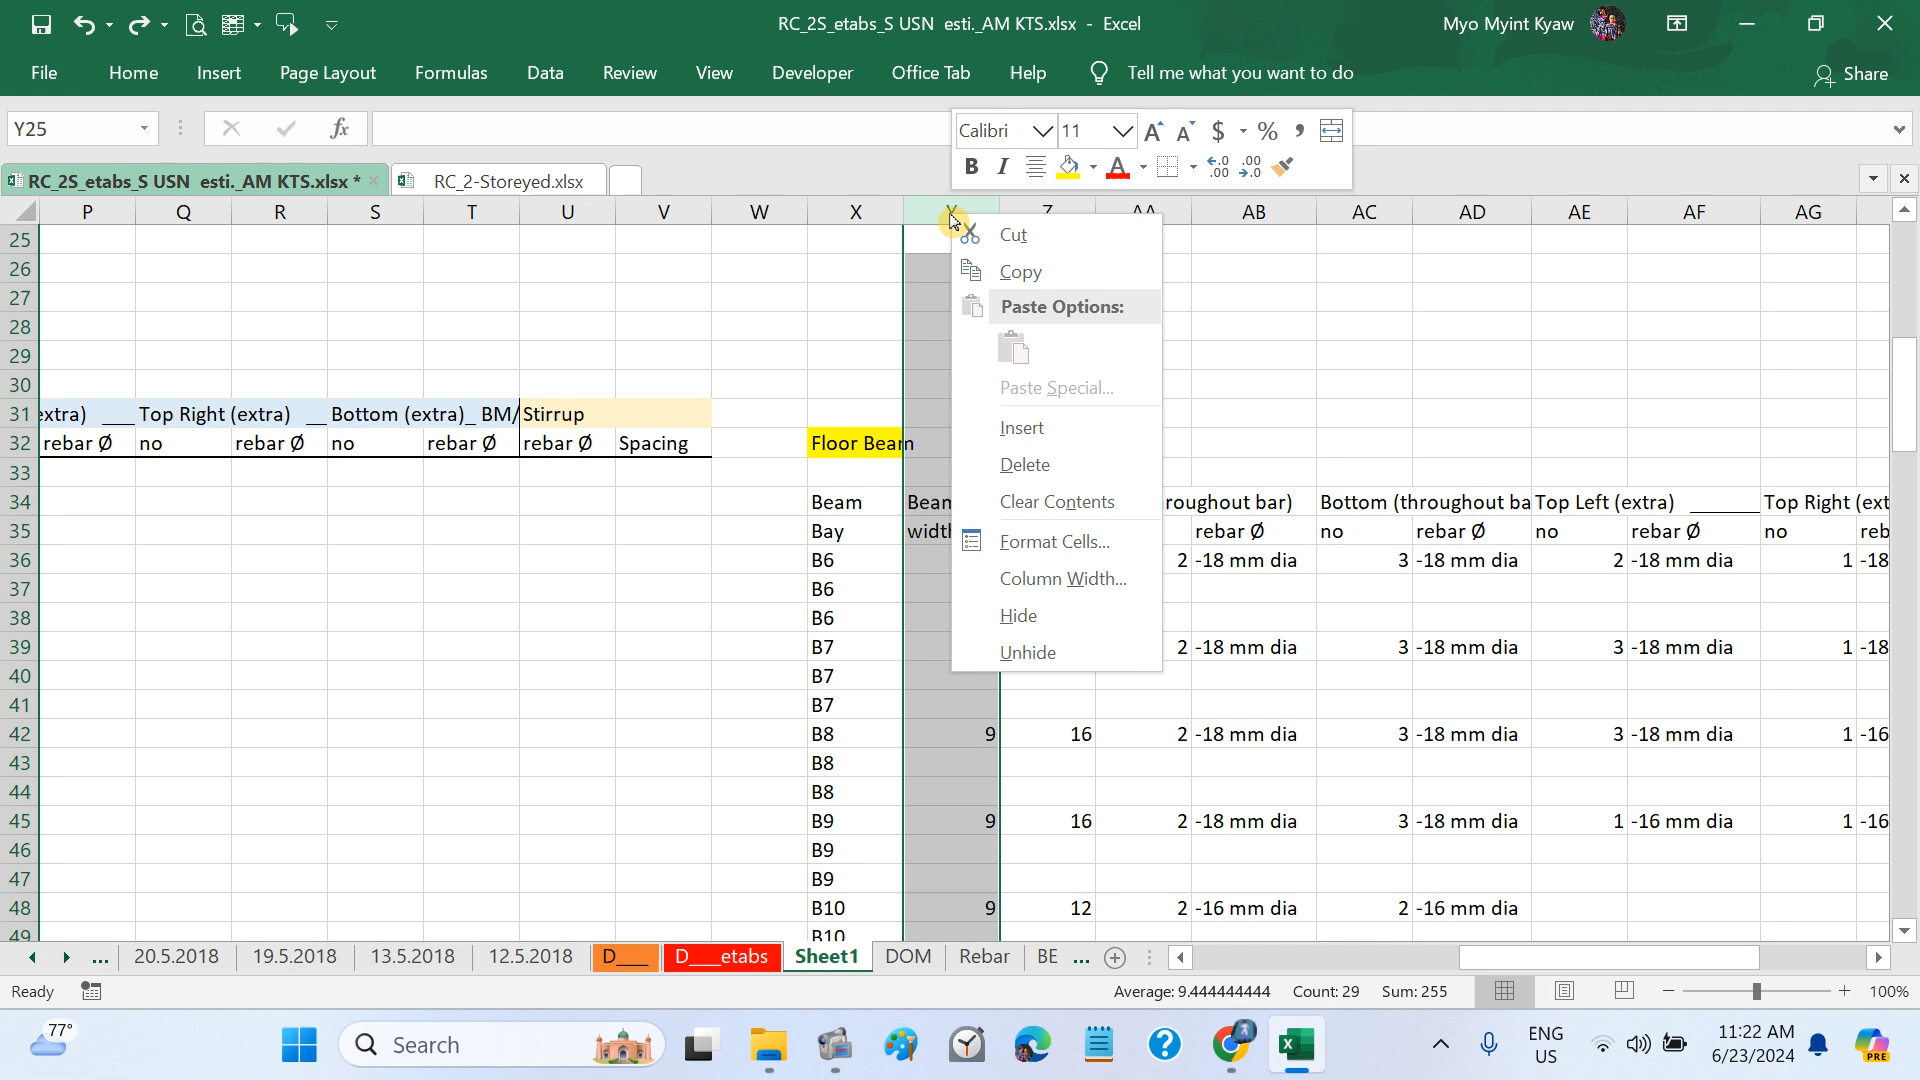 RC_2S_etabs_S USN esti._AM KTS.xlsx - Excel
Myo Myint Kyaw
File Home Insert Page Layout Formulas Data Review View Developer Office Tab Help Tell me what you want to do Share
Y25 fx
Calibri 11 A A $ % ,
B I A .00 .00 .0
RC_2S_etabs_S USN esti._AM KTS.xlsx * RC_2-Storeyed.xlsx
P Q R S T U V W X Y Z AA AB AC AD AE AF AG
25
26
27
28
29
30
31 extra) ____ Top Right (extra) __ Bottom (extra)_ BM/ Stirrup
32 rebar Ø no rebar Ø no rebar Ø rebar Ø Spacing Floor Beam
33
34 Beam Beam roughout bar) Bottom (throughout ba Top Left (extra) _______ Top Right (ext
35 Bay width rebar Ø no rebar Ø no rebar Ø no reb
36 B6 2 -18 mm dia 3 -18 mm dia 2 -18 mm dia 1 -18
37 B6
38 B6
39 B7 2 -18 mm dia 3 -18 mm dia 3 -18 mm dia 1 -18
40 B7
41 B7
42 B8 9 16 2 -18 mm dia 3 -18 mm dia 3 -18 mm dia 1 -16
43 B8
44 B8
45 B9 9 16 2 -18 mm dia 3 -18 mm dia 1 -16 mm dia 1 -16
46 B9
47 B9
48 B10 9 12 2 -16 mm dia 2 -16 mm dia
49 B10
Cut
Copy
Paste Options:
Paste Special...
Insert
Delete
Clear Contents
Format Cells...
Column Width...
Hide
Unhide
... 20.5.2018 19.5.2018 13.5.2018 12.5.2018 D____ D____etabs Sheet1 DOM Rebar BE ...
Ready Average: 9.444444444 Count: 29 Sum: 255 100%
77° Search ENG 11:22 AM
US 6/23/2024 PRE